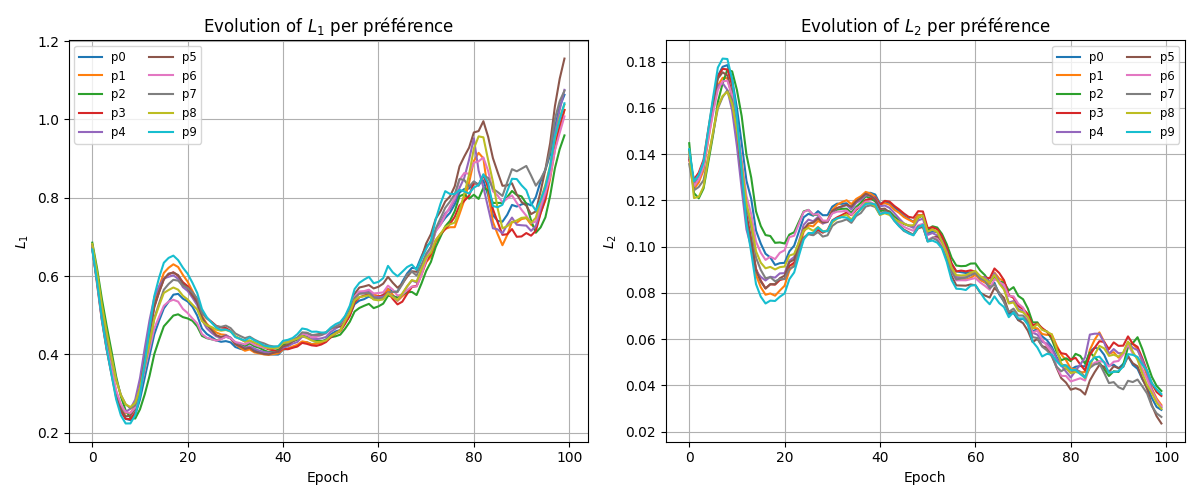 Evolution of L₁ per préférence
1.2
1.0
0.8
0.6
0.4
0.2
L₁
0 20 40 60 80 100
Epoch
p0 p5
p1 p6
p2 p7
p3 p8
p4 p9
Evolution of L₂ per préférence
0.18
0.16
0.14
0.12
0.10
0.08
0.06
0.04
0.02
L₂
0 20 40 60 80 100
Epoch
p0 p5
p1 p6
p2 p7
p3 p8
p4 p9